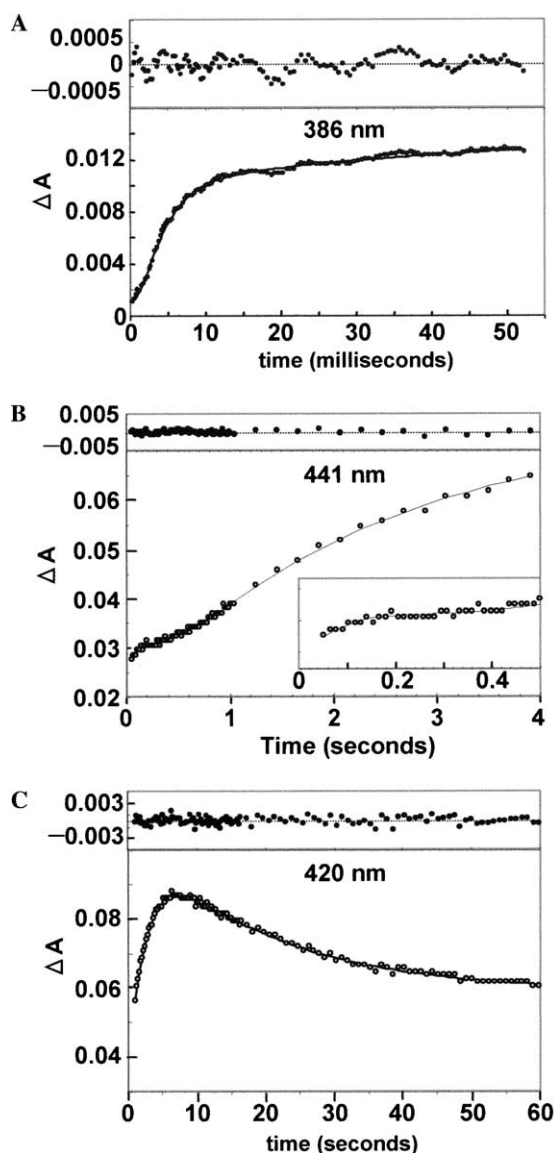 A
0.0005
0
−0.0005
386 nm
0.012
Δ A
0.008
0.004
0
0 10 20 30 40 50
time (milliseconds)
B
0.005
−0.005
441 nm
0.06
Δ A
0.05
0.04
0.03
0.02
0 0.2 0.4
0 1 2 3 4
Time (seconds)
C
0.003
−0.003
420 nm
0.08
Δ A
0.06
0.04
0 10 20 30 40 50 60
time (seconds)